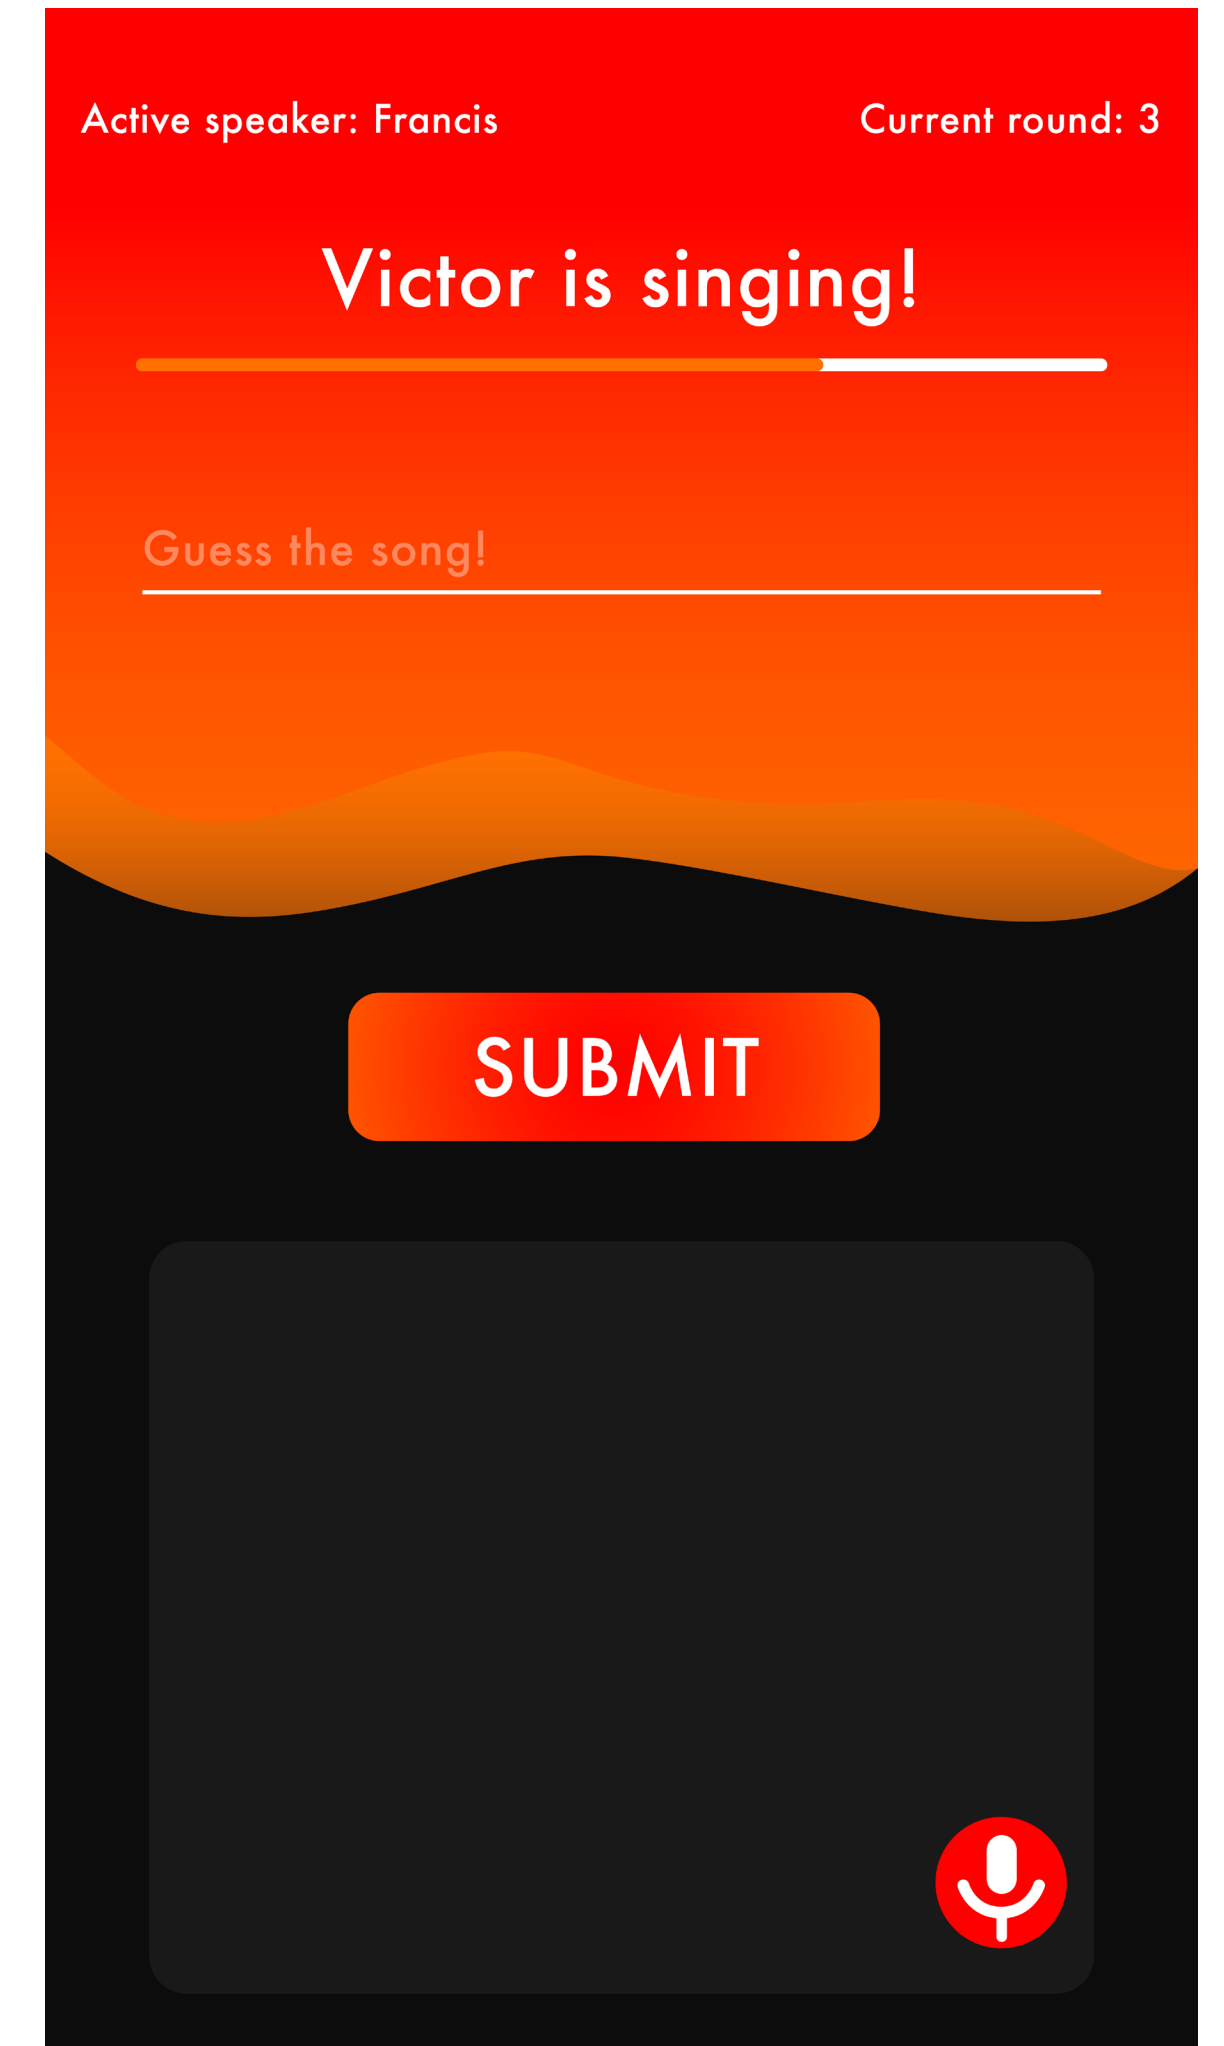 Active speaker: Francis
Current round: 3
Victor is singing!
Guess the song!
SUBMIT